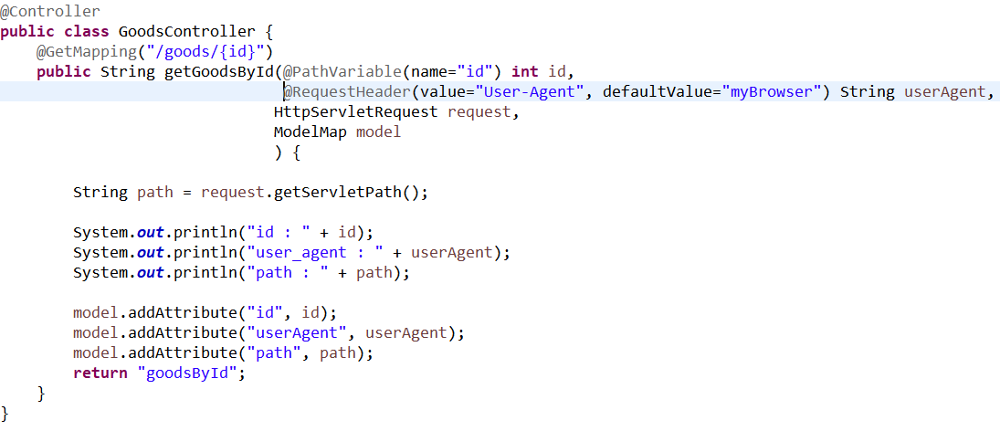 @Controller
public class GoodsController {
    @GetMapping("/goods/{id}")
    public String getGoodsById(@PathVariable(name="id") int id,
                               @RequestHeader(value="User-Agent", defaultValue="myBrowser") String userAgent,
                              HttpServletRequest request,
                              ModelMap model
                              ) {
        String path = request.getServletPath();
        System.out.println("id : " + id);
        System.out.println("user_agent : " + userAgent);
        System.out.println("path : " + path);
        model.addAttribute("id", id);
        model.addAttribute("userAgent", userAgent);
        model.addAttribute("path", path);
        return "goodsById";
    }
}